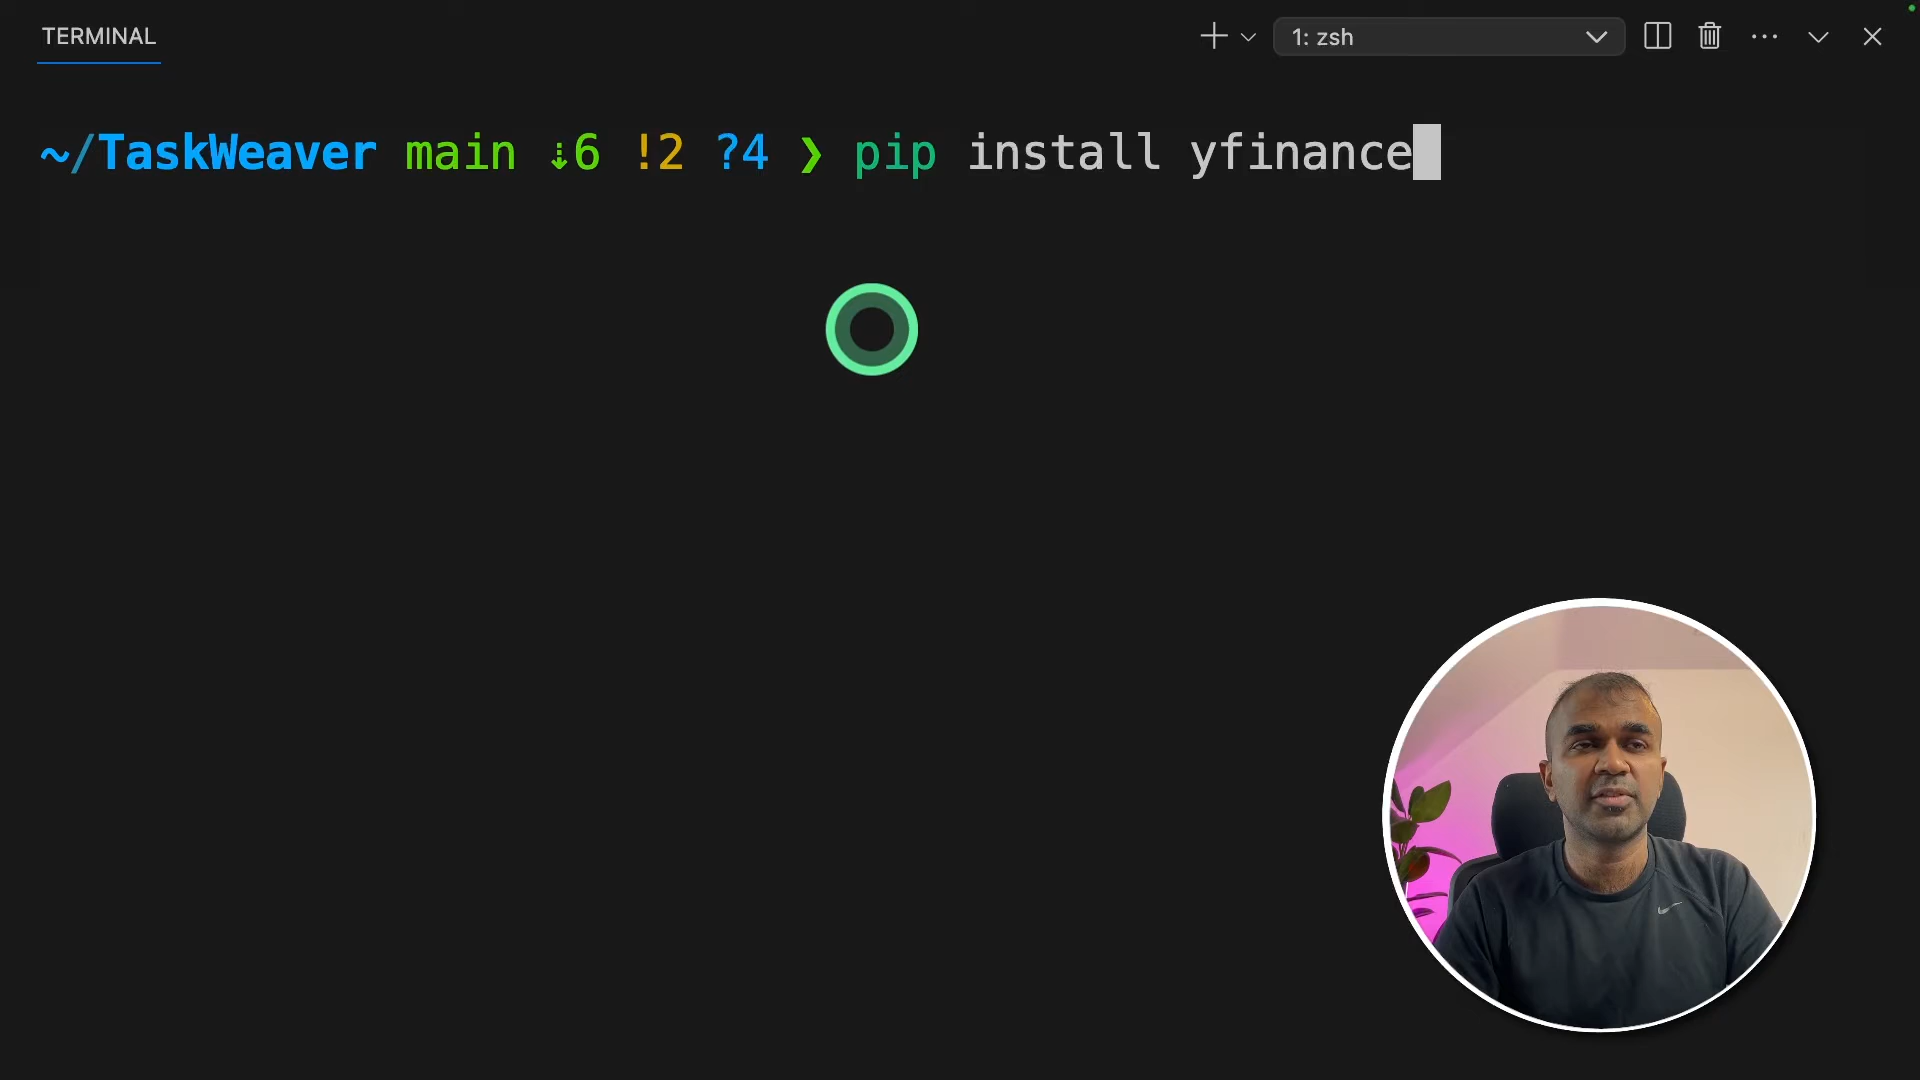 TERMINAL
1: zsh
~/TaskWeaver main ⇣6 !2 ?4 ❯ pip install yfinance